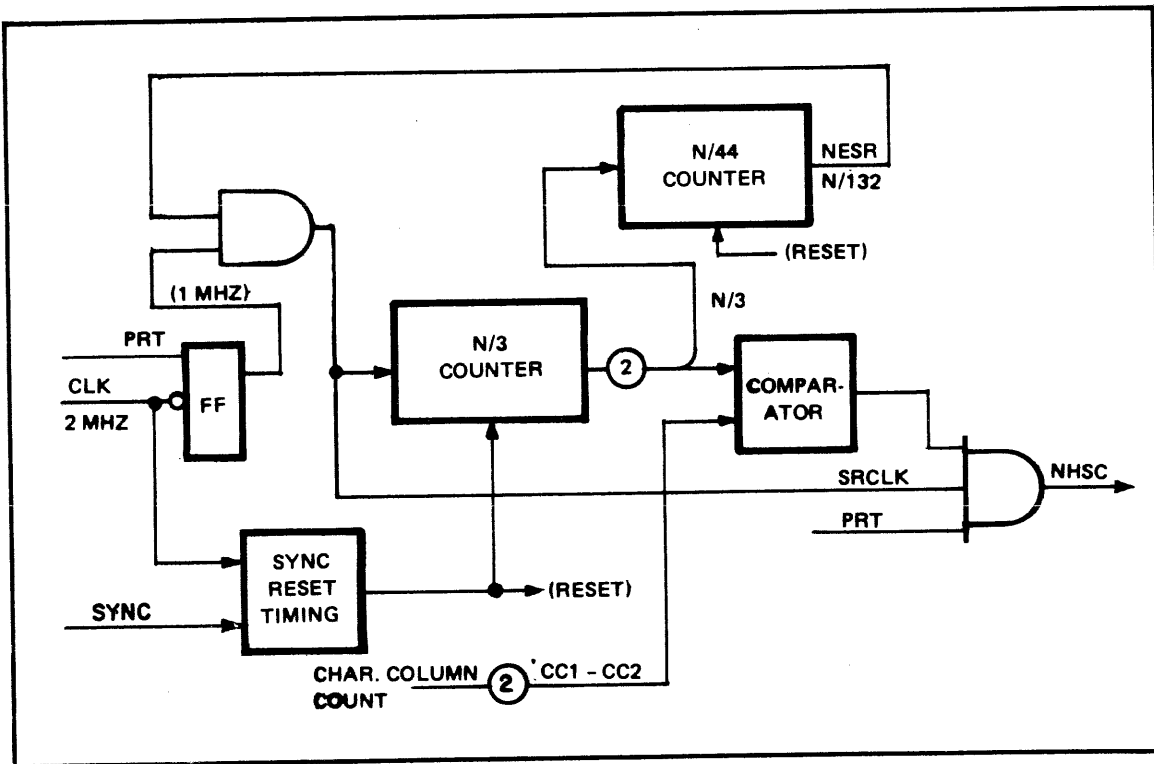 N/44
COUNTER
NESR
N/132
(RESET)
(1 MHZ)
N/3
PRT
N/3
COUNTER
2
CLK
2 MHZ
FF
COMPAR-
ATOR
SRCLK
NHSC
PRT
SYNC
RESET
TIMING
(RESET)
SYNC
CHAR. COLUMN
COUNT
2
CC1 - CC2